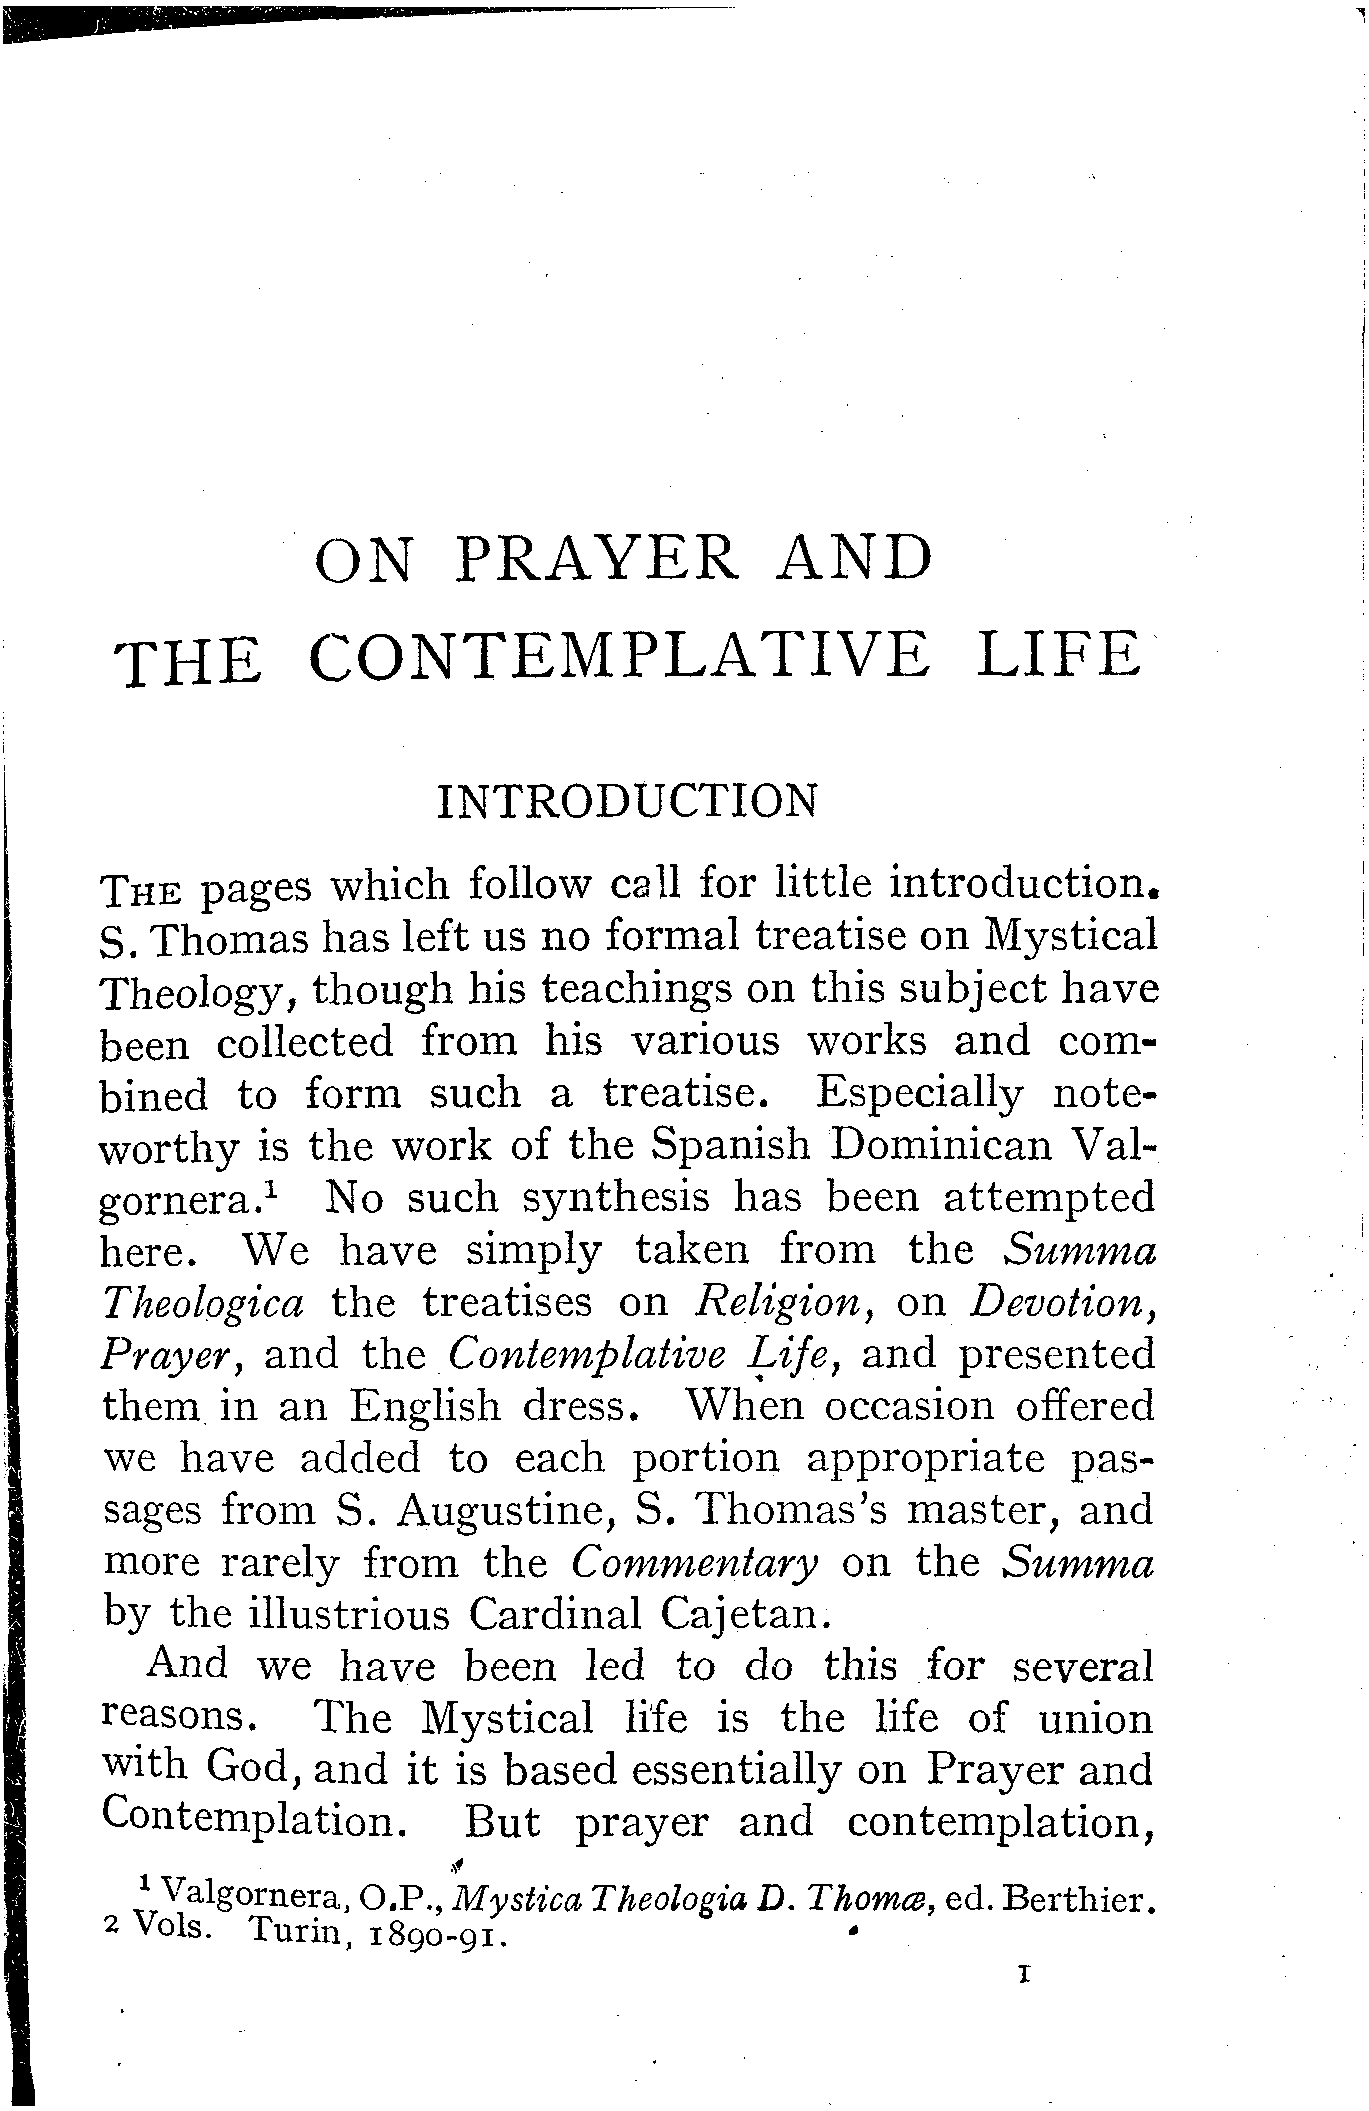 ON PRAYER AND
THE CONTEMPLATIVE LIFE
INTRODUCTION
THE pages which follow call for little introduction.
S. Thomas has left us no formal treatise on Mystical
Theology, though his teachings on this subject have
been collected from his various works and com-
bined to form such a treatise. Especially note-
worthy is the work of the Spanish Dominican Val-
gornera.¹ No such synthesis has been attempted
here. We have simply taken from the Summa
Theologica the treatises on Religion, on Devotion,
Prayer, and the Contemplative Life, and presented
them in an English dress. When occasion offered
we have added to each portion appropriate pas-
sages from S. Augustine, S. Thomas's master, and
more rarely from the Commentary on the Summa
by the illustrious Cardinal Cajetan.
And we have been led to do this for several
reasons. The Mystical life is the life of union
with God, and it is based essentially on Prayer and
Contemplation. But prayer and contemplation,
¹ Valgornera, O.P., Mystica Theologia D. Thomæ, ed. Berthier.
2 Vols. Turin, 1890-91.
1